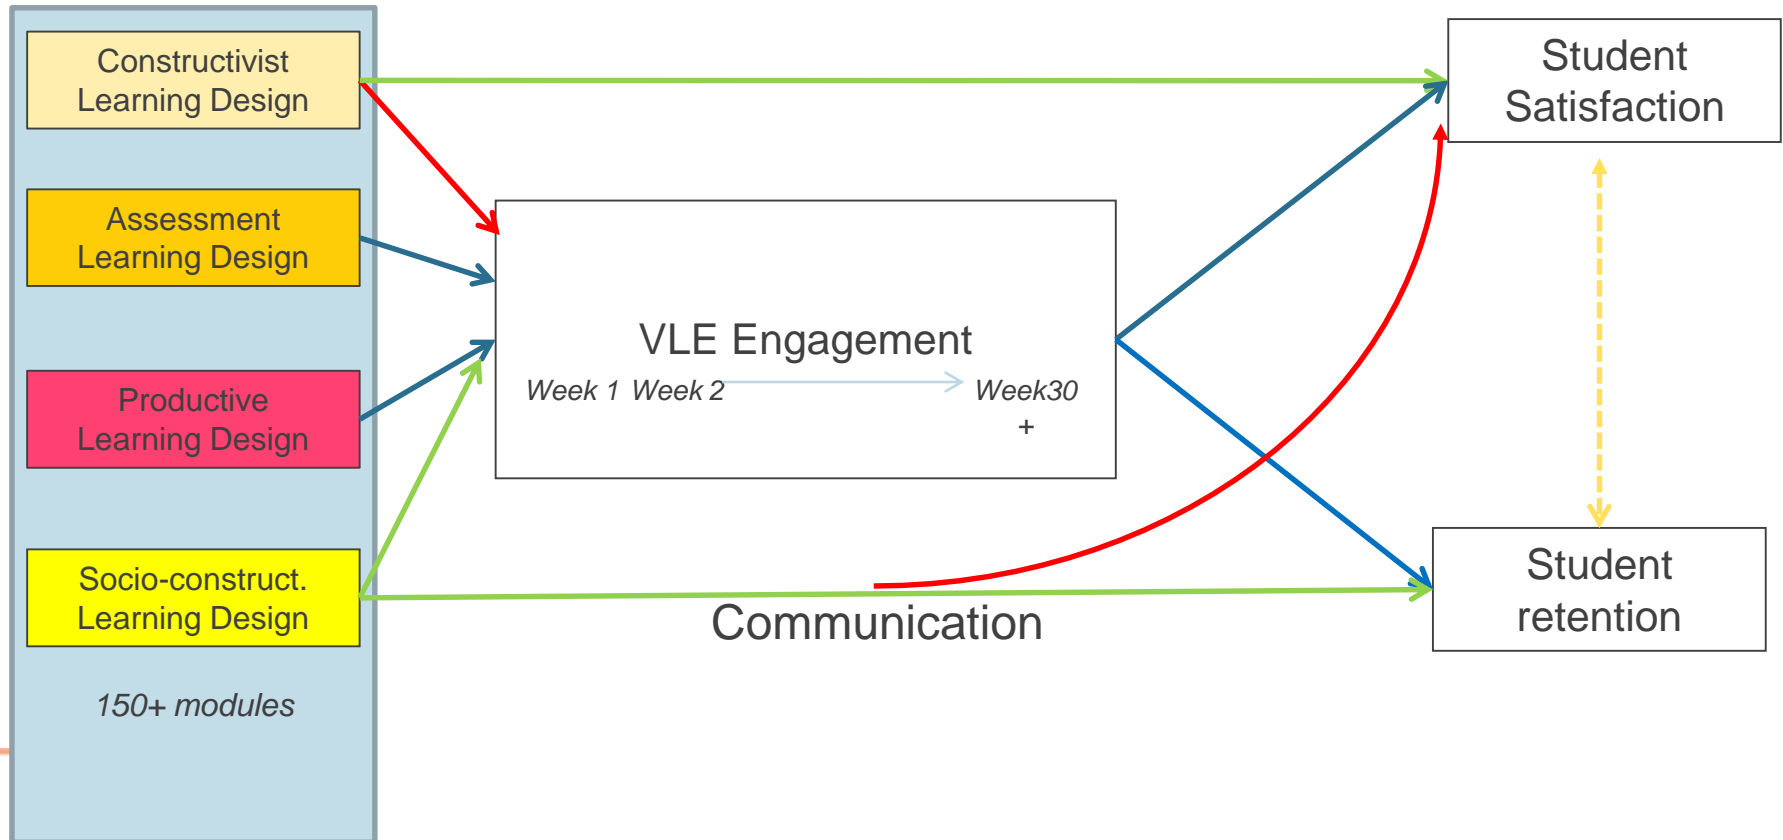 Constructivist
Learning Design
Assessment
Learning Design
Productive
Learning Design
Socio-construct.
Learning Design
150+ modules
VLE Engagement
Week 1 Week 2 Week30
+
Communication
Student
Satisfaction
Student
retention